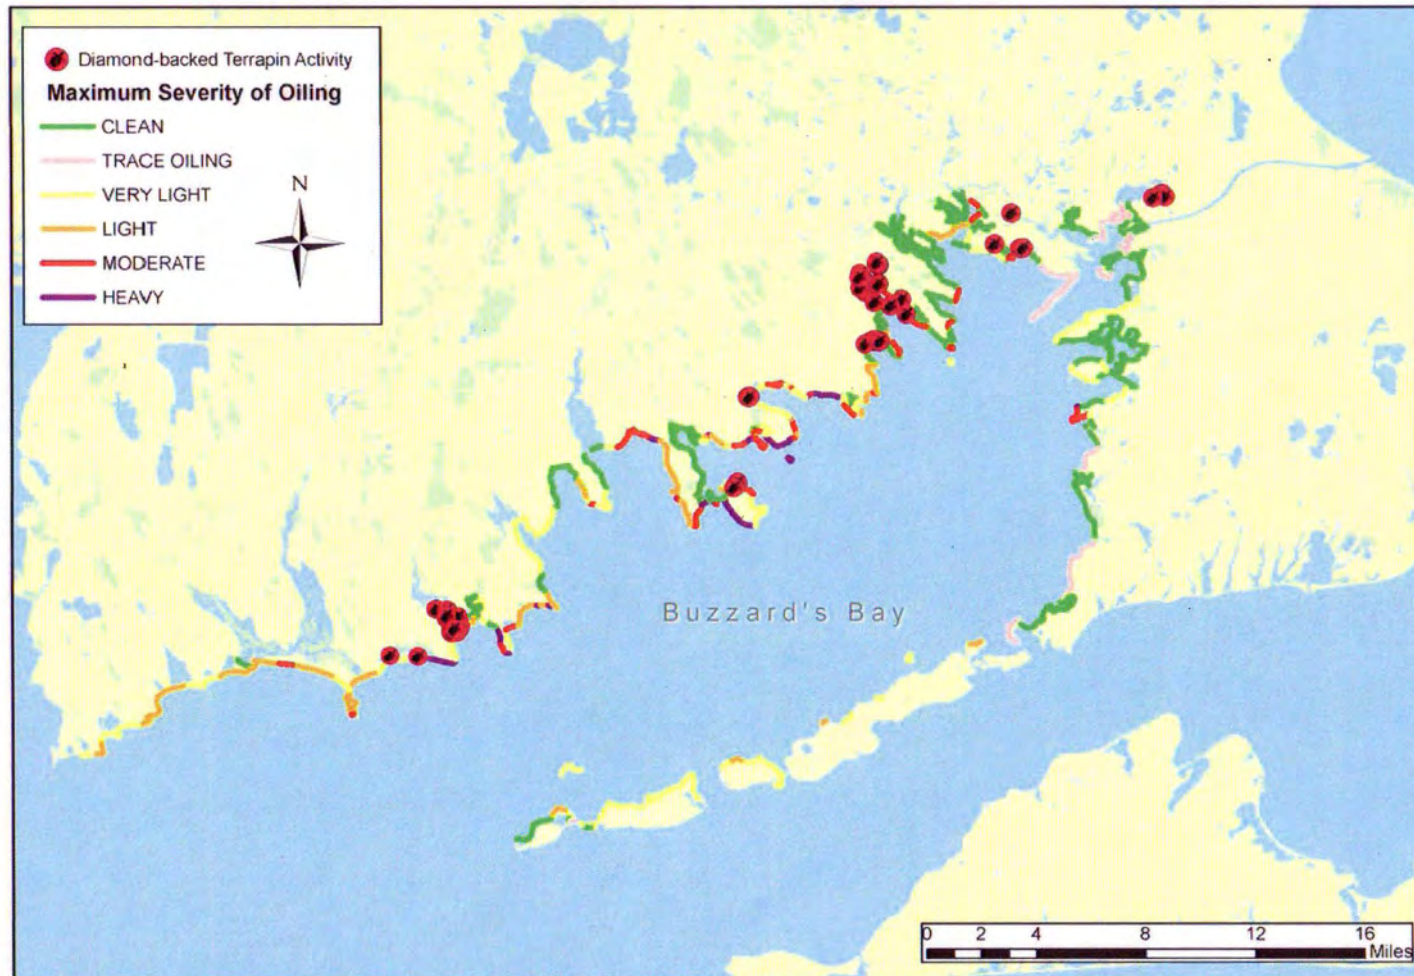 Diamond-backed Terrapin Activity
Maximum Severity of Oiling
CLEAN
TRACE OILING
VERY LIGHT
LIGHT
MODERATE
HEAVY
N
Buzzard's Bay
0 2 4 8 12 16
Miles